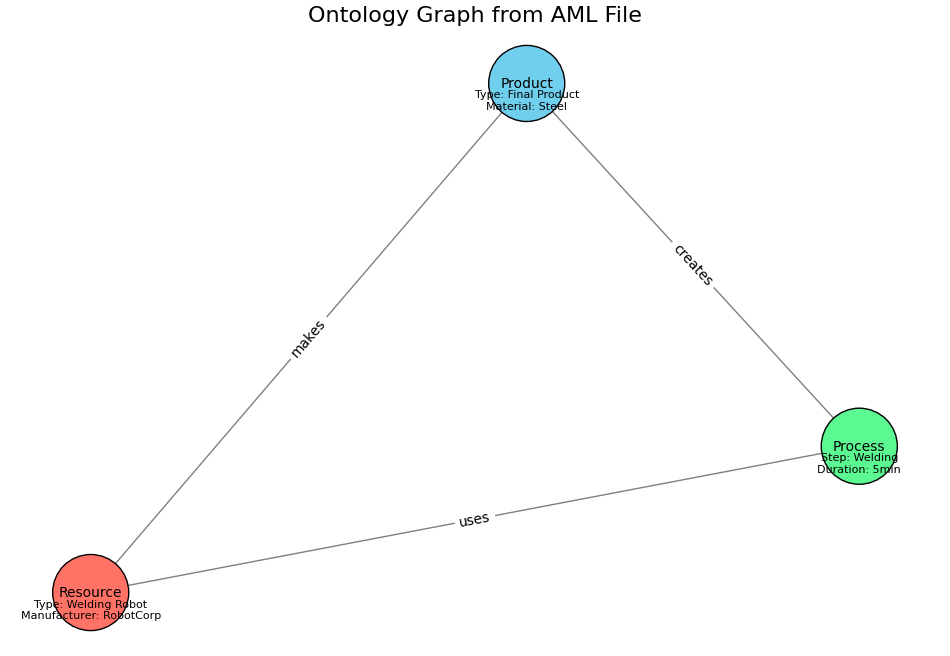 Ontology Graph from AML File
Product
Type: Final Product
Material: Steel
creates
makes
Process
Step: Welding
Duration: 5min
uses
Resource
Type: Welding Robot
Manufacturer: RobotCorp